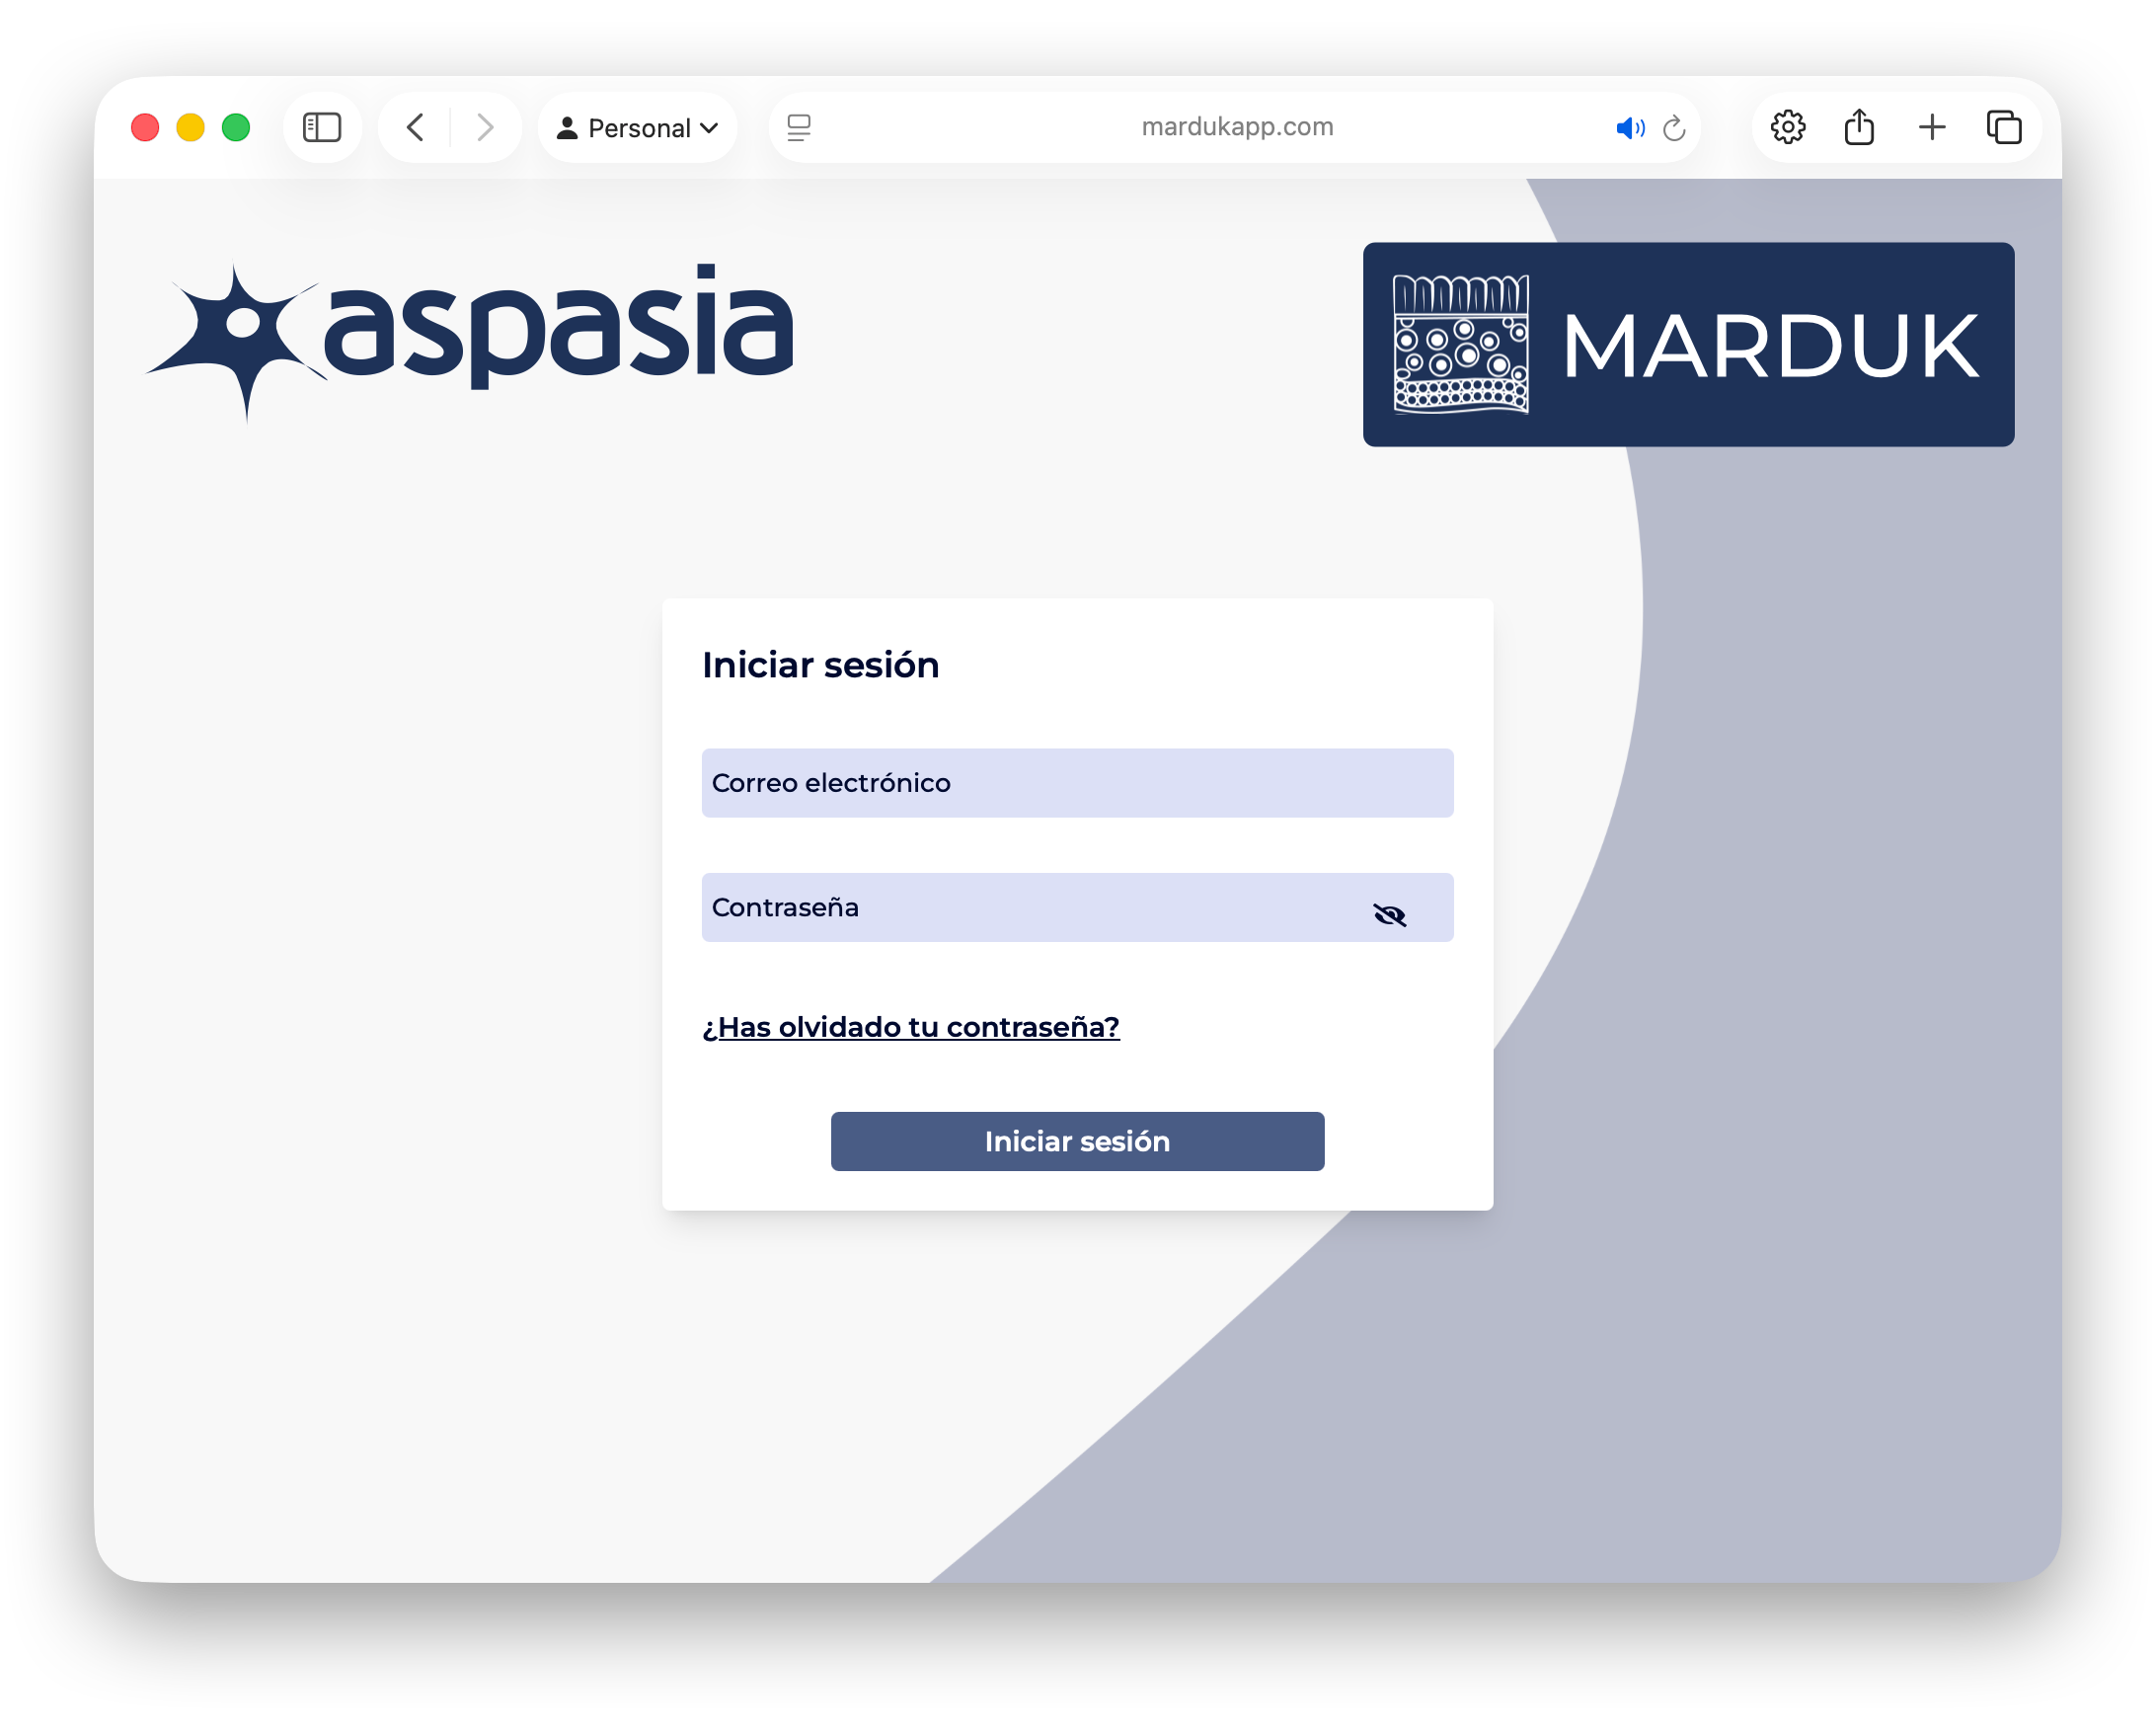 Personal
mardukapp.com
aspasia
MARDUK
Iniciar sesión
Correo electrónico
Contraseña
¿Has olvidado tu contraseña?
Iniciar sesión